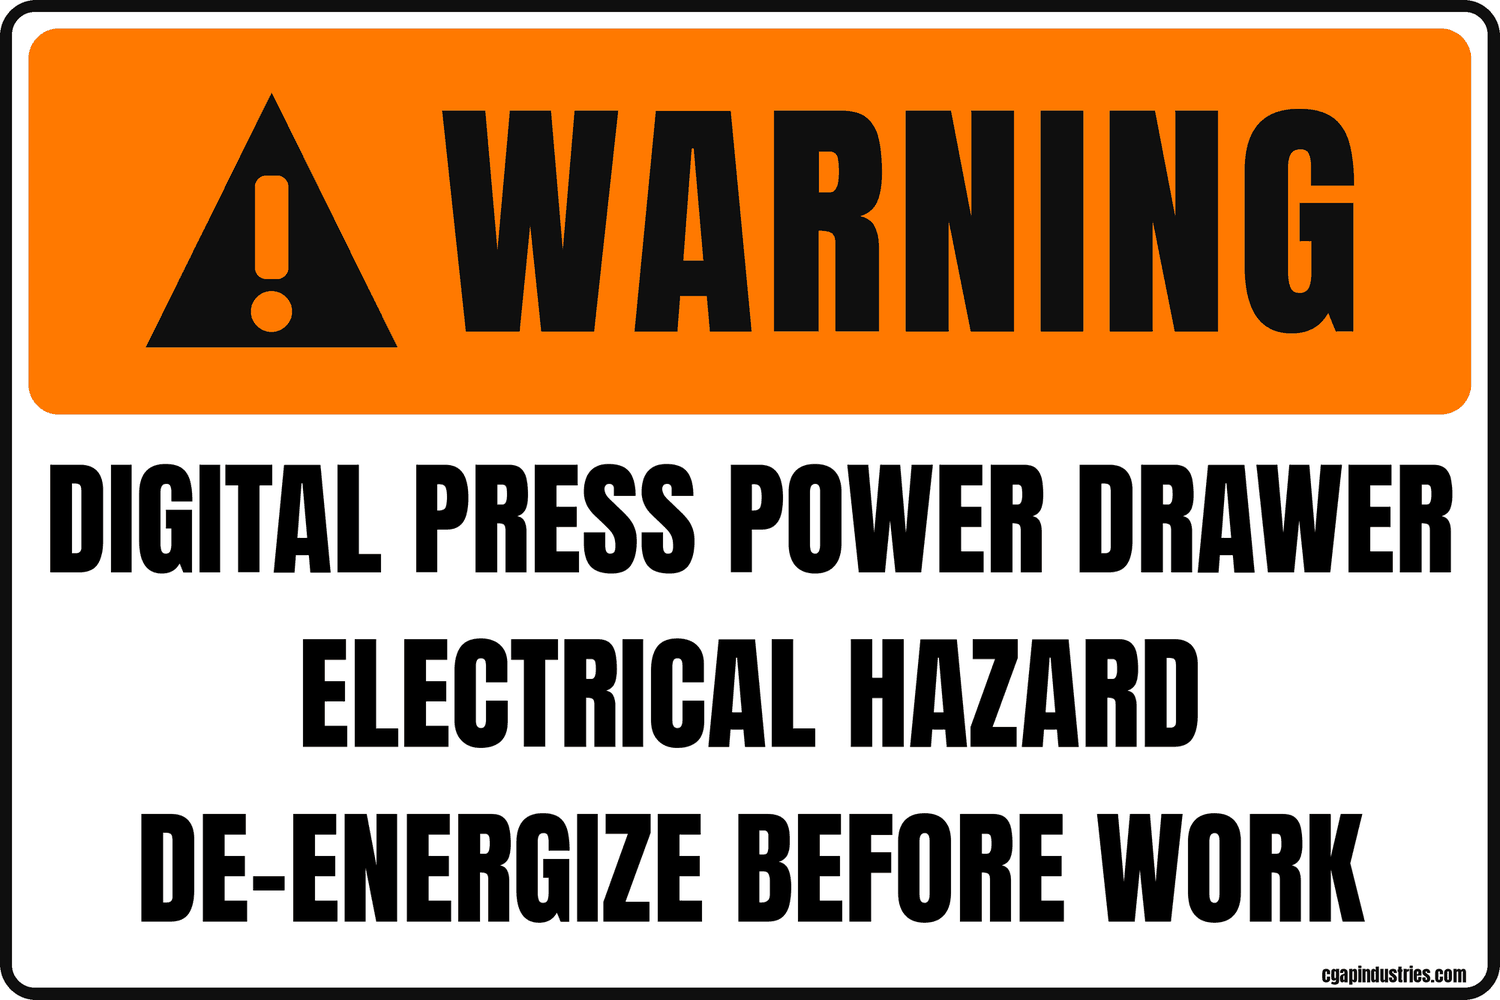 WARNING
DIGITAL PRESS POWER DRAWER
ELECTRICAL HAZARD
DE-ENERGIZE BEFORE WORK
cgapindustries.com